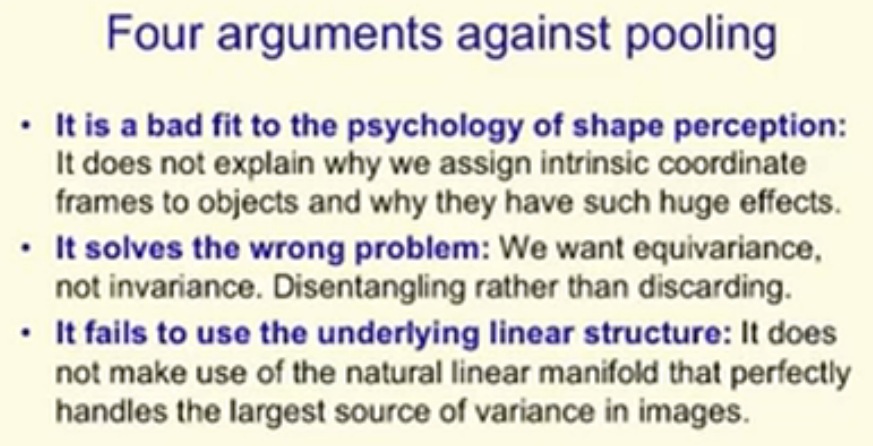 Four arguments against pooling
• It is a bad fit to the psychology of shape perception:
It does not explain why we assign intrinsic coordinate
frames to objects and why they have such huge effects.
• It solves the wrong problem: We want equivariance,
not invariance. Disentangling rather than discarding.
• It fails to use the underlying linear structure: It does
not make use of the natural linear manifold that perfectly
handles the largest source of variance in images.